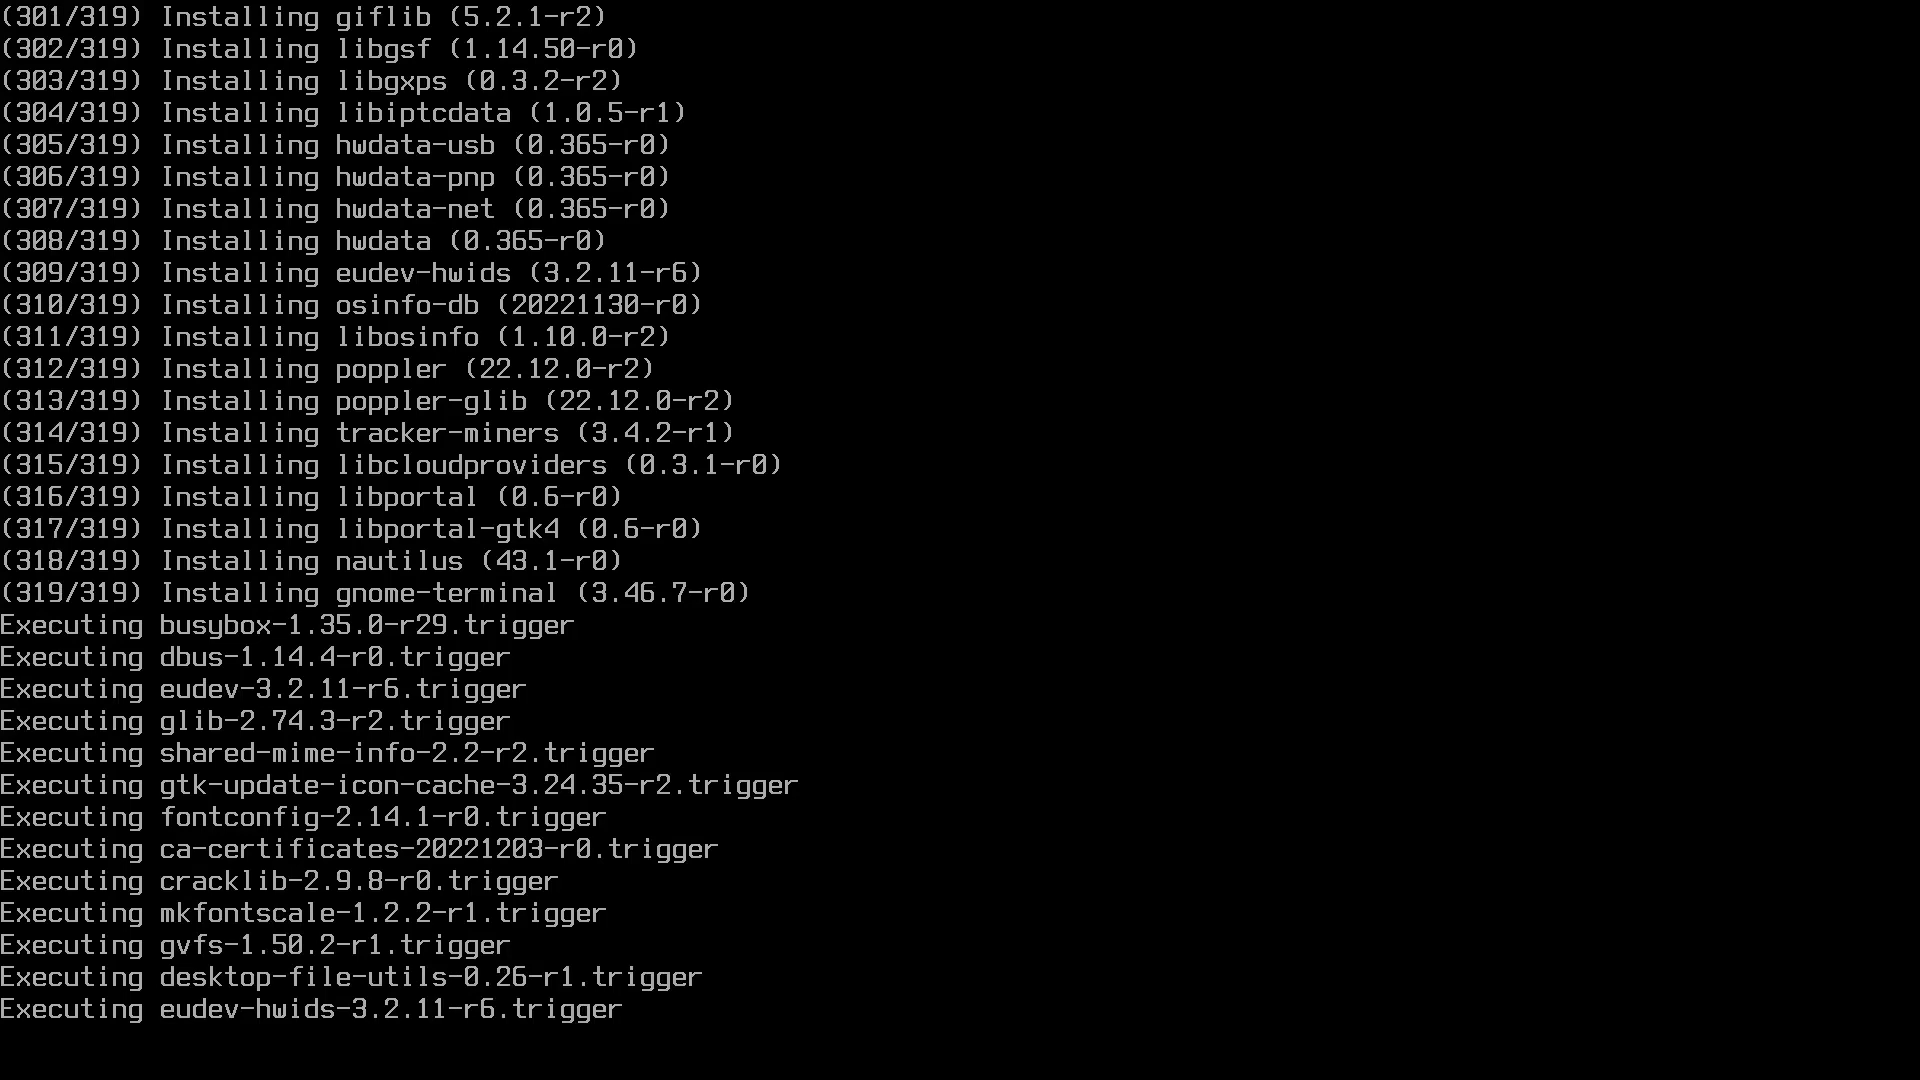 (301/319) Installing giflib (5.2.1-r2)
(302/319) Installing libgsf (1.14.50-r0)
(303/319) Installing libgxps (0.3.2-r2)
(304/319) Installing libiptcdata (1.0.5-r1)
(305/319) Installing hwdata-usb (0.365-r0)
(306/319) Installing hwdata-pnp (0.365-r0)
(307/319) Installing hwdata-net (0.365-r0)
(308/319) Installing hwdata (0.365-r0)
(309/319) Installing eudev-hwids (3.2.11-r6)
(310/319) Installing osinfo-db (20221130-r0)
(311/319) Installing libosinfo (1.10.0-r2)
(312/319) Installing poppler (22.12.0-r2)
(313/319) Installing poppler-glib (22.12.0-r2)
(314/319) Installing tracker-miners (3.4.2-r1)
(315/319) Installing libcloudproviders (0.3.1-r0)
(316/319) Installing libportal (0.6-r0)
(317/319) Installing libportal-gtk4 (0.6-r0)
(318/319) Installing nautilus (43.1-r0)
(319/319) Installing gnome-terminal (3.46.7-r0)
Executing busybox-1.35.0-r29.trigger
Executing dbus-1.14.4-r0.trigger
Executing eudev-3.2.11-r6.trigger
Executing glib-2.74.3-r2.trigger
Executing shared-mime-info-2.2-r2.trigger
Executing gtk-update-icon-cache-3.24.35-r2.trigger
Executing fontconfig-2.14.1-r0.trigger
Executing ca-certificates-20221203-r0.trigger
Executing cracklib-2.9.8-r0.trigger
Executing mkfontscale-1.2.2-r1.trigger
Executing gvfs-1.50.2-r1.trigger
Executing desktop-file-utils-0.26-r1.trigger
Executing eudev-hwids-3.2.11-r6.trigger